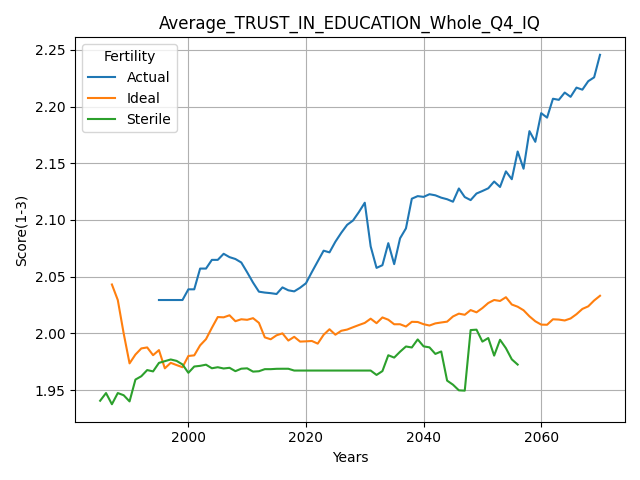 Average_TRUST_IN_EDUCATION_Whole_Q4_IQ
Fertility
Actual
Ideal
Sterile
Score(1-3)
2.25
2.20
2.15
2.10
2.05
2.00
1.95
2000 2020 2040 2060
Years